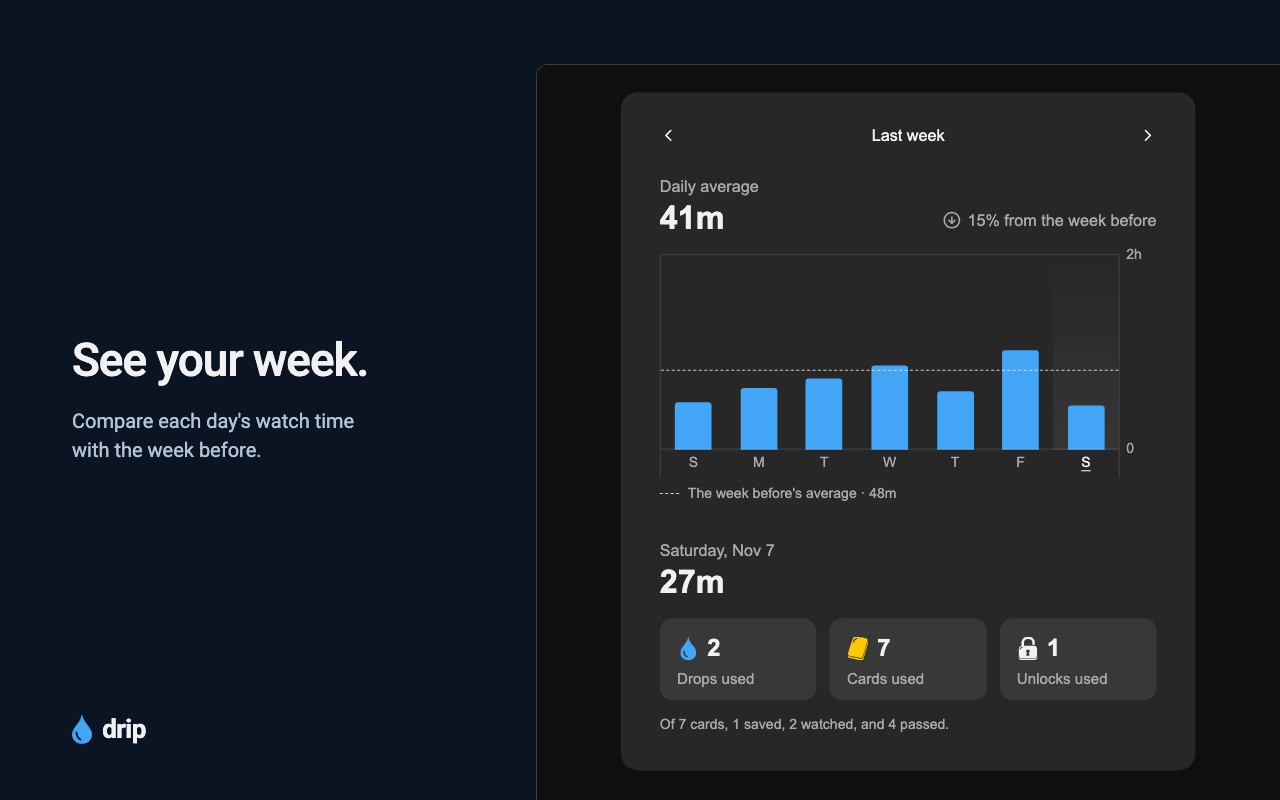 See your week.
Compare each day's watch time
with the week before.
drip
Last week
Daily average
41m
15% from the week before
2h
0
S M T W T F S
The week before's average · 48m
Saturday, Nov 7
27m
2
Drops used
7
Cards used
1
Unlocks used
Of 7 cards, 1 saved, 2 watched, and 4 passed.